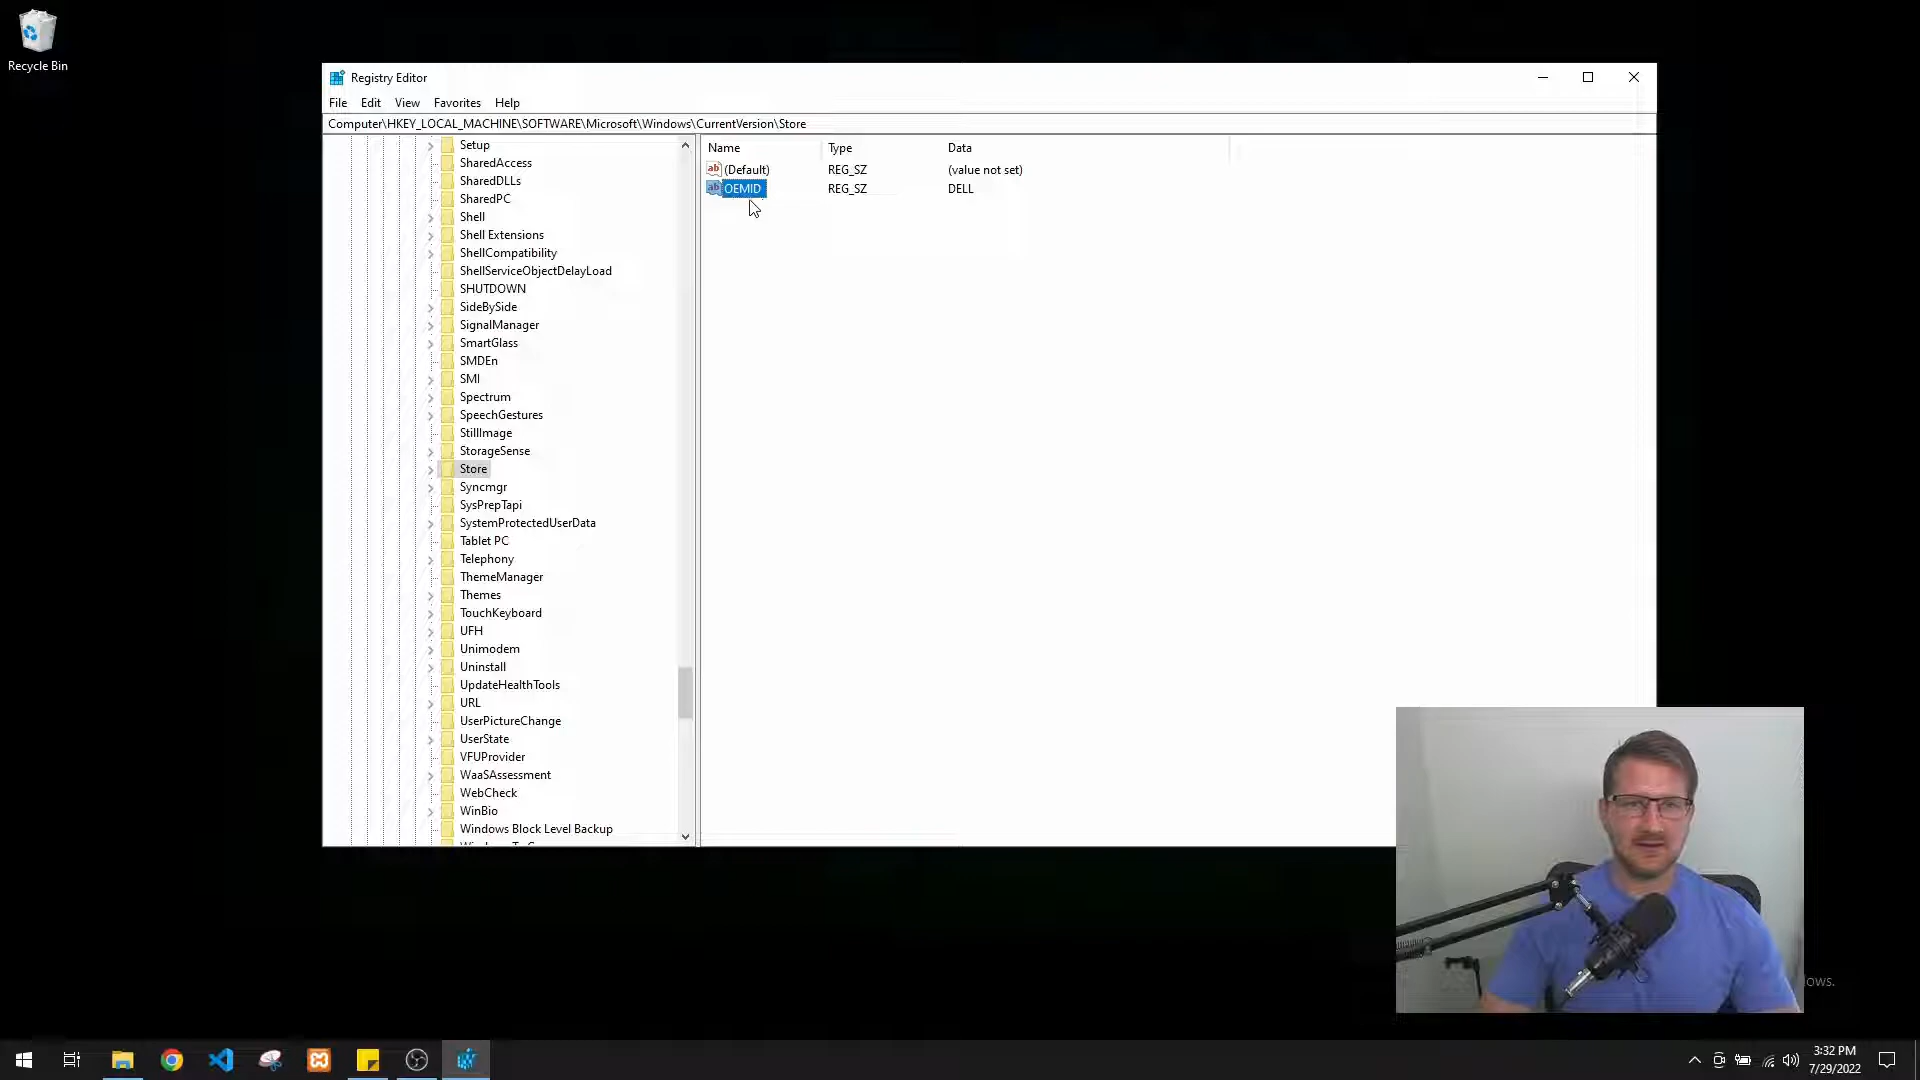 Recycle Bin
Registry Editor
File Edit View Favorites Help
Computer\HKEY_LOCAL_MACHINE\SOFTWARE\Microsoft\Windows\CurrentVersion\Store
Setup
SharedAccess
SharedDLLs
SharedPC
Shell
Shell Extensions
ShellCompatibility
ShellServiceObjectDelayLoad
SHUTDOWN
SideBySide
SignalManager
SmartGlass
SMDEn
SMI
Spectrum
SpeechGestures
StillImage
StorageSense
Store
Syncmgr
SysPrepTapi
SystemProtectedUserData
Tablet PC
Telephony
ThemeManager
Themes
TouchKeyboard
UFH
Unimodem
Uninstall
UpdateHealthTools
URL
UserPictureChange
UserState
VFUProvider
WaaSAssessment
WebCheck
WinBio
Windows Block Level Backup
Name Type Data
ab (Default) REG_SZ (value not set)
ab OEMID REG_SZ DELL
ows.
3:32 PM
7/29/2022